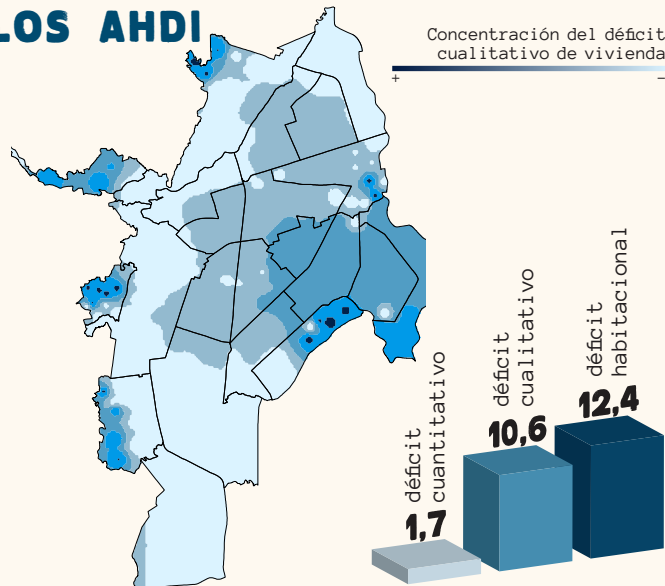 LOS AHDI
Concentración del déficit
cualitativo de vivienda
+ –
déficit
cuantitativo
1,7
déficit
cualitativo
10,6
déficit
habitacional
12,4